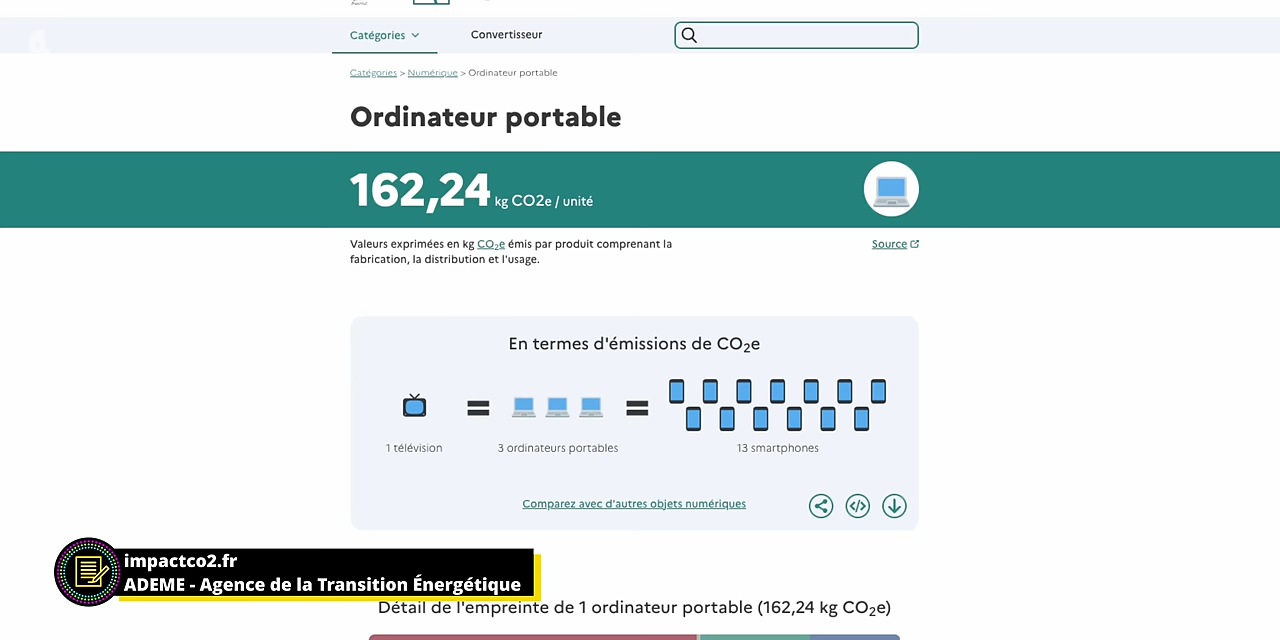 Catégories
Convertisseur
Catégories > Numérique > Ordinateur portable
Ordinateur portable
162,24 kg CO2e / unité
Valeurs exprimées en kg CO₂e émis par produit comprenant la
fabrication, la distribution et l'usage.
Source
En termes d'émissions de CO₂e
1 télévision
3 ordinateurs portables
13 smartphones
Comparez avec d'autres objets numériques
impactco2.fr
ADEME - Agence de la Transition Énergétique
Détail de l'empreinte de 1 ordinateur portable (162,24 kg CO₂e)